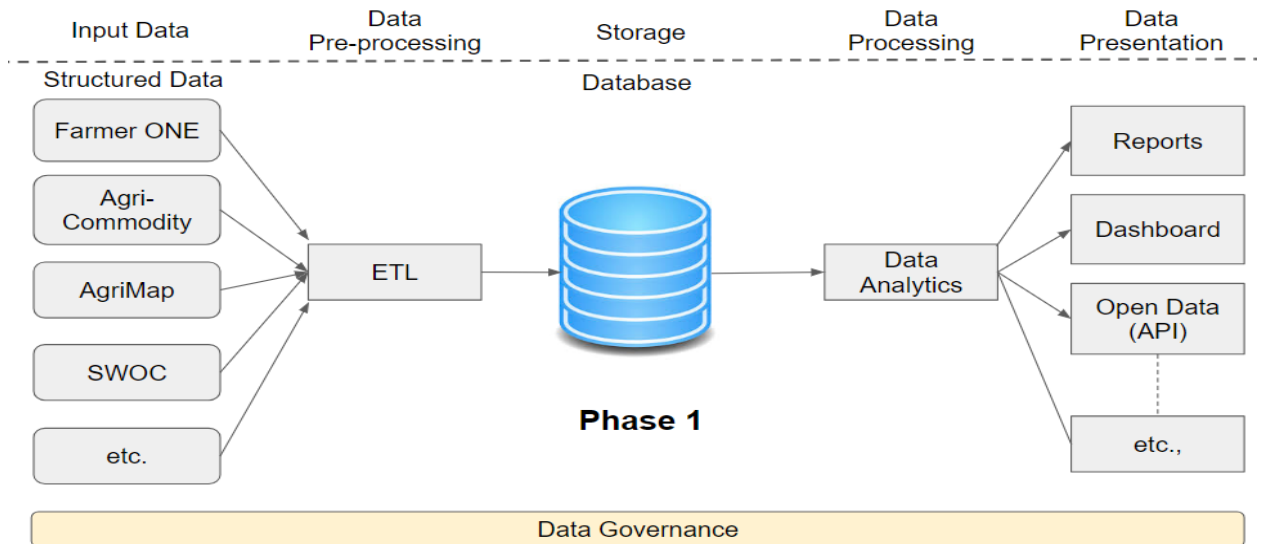 Input Data
Data
Pre-processing
Storage
Data
Processing
Data
Presentation
Structured Data
Database
Farmer ONE
Agri-
Commodity
AgriMap
SWOC
etc.
ETL
Data
Analytics
Reports
Dashboard
Open Data
(API)
etc.,
Phase 1
Data Governance